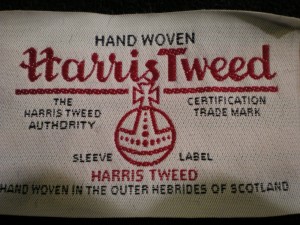 HAND WOVEN
Harris Tweed
THE HARRIS TWEED AUTHORITY
CERTIFICATION TRADE MARK
SLEEVE LABEL
HARRIS TWEED
HAND WOVEN IN THE OUTER HEBRIDES OF SCOTLAND